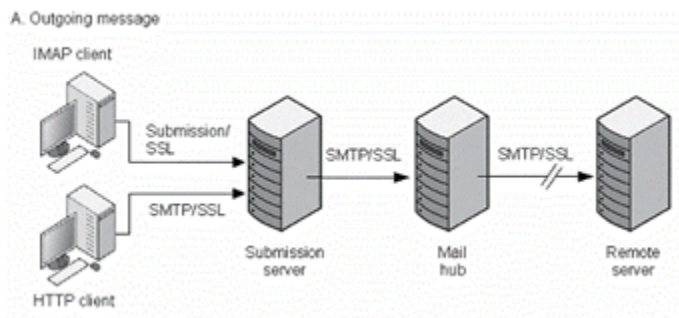 A. Outgoing message
IMAP client
Submission/
SSL
SMTP/SSL
SMTP/SSL
SMTP/SSL
Submission
server
Mail
hub
Remote
server
HTTP client